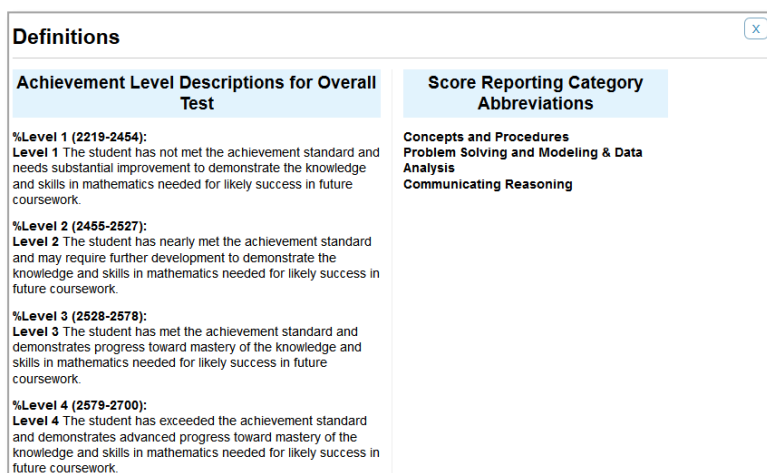 Definitions
X
Achievement Level Descriptions for Overall
Test
%Level 1 (2219-2454):
Level 1 The student has not met the achievement standard and
needs substantial improvement to demonstrate the knowledge
and skills in mathematics needed for likely success in future
coursework.
%Level 2 (2455-2527):
Level 2 The student has nearly met the achievement standard
and may require further development to demonstrate the
knowledge and skills in mathematics needed for likely success in
future coursework.
%Level 3 (2528-2578):
Level 3 The student has met the achievement standard and
demonstrates progress toward mastery of the knowledge and
skills in mathematics needed for likely success in future
coursework.
%Level 4 (2579-2700):
Level 4 The student has exceeded the achievement standard
and demonstrates advanced progress toward mastery of the
knowledge and skills in mathematics needed for likely success in
future coursework.
Score Reporting Category
Abbreviations
Concepts and Procedures
Problem Solving and Modeling & Data
Analysis
Communicating Reasoning